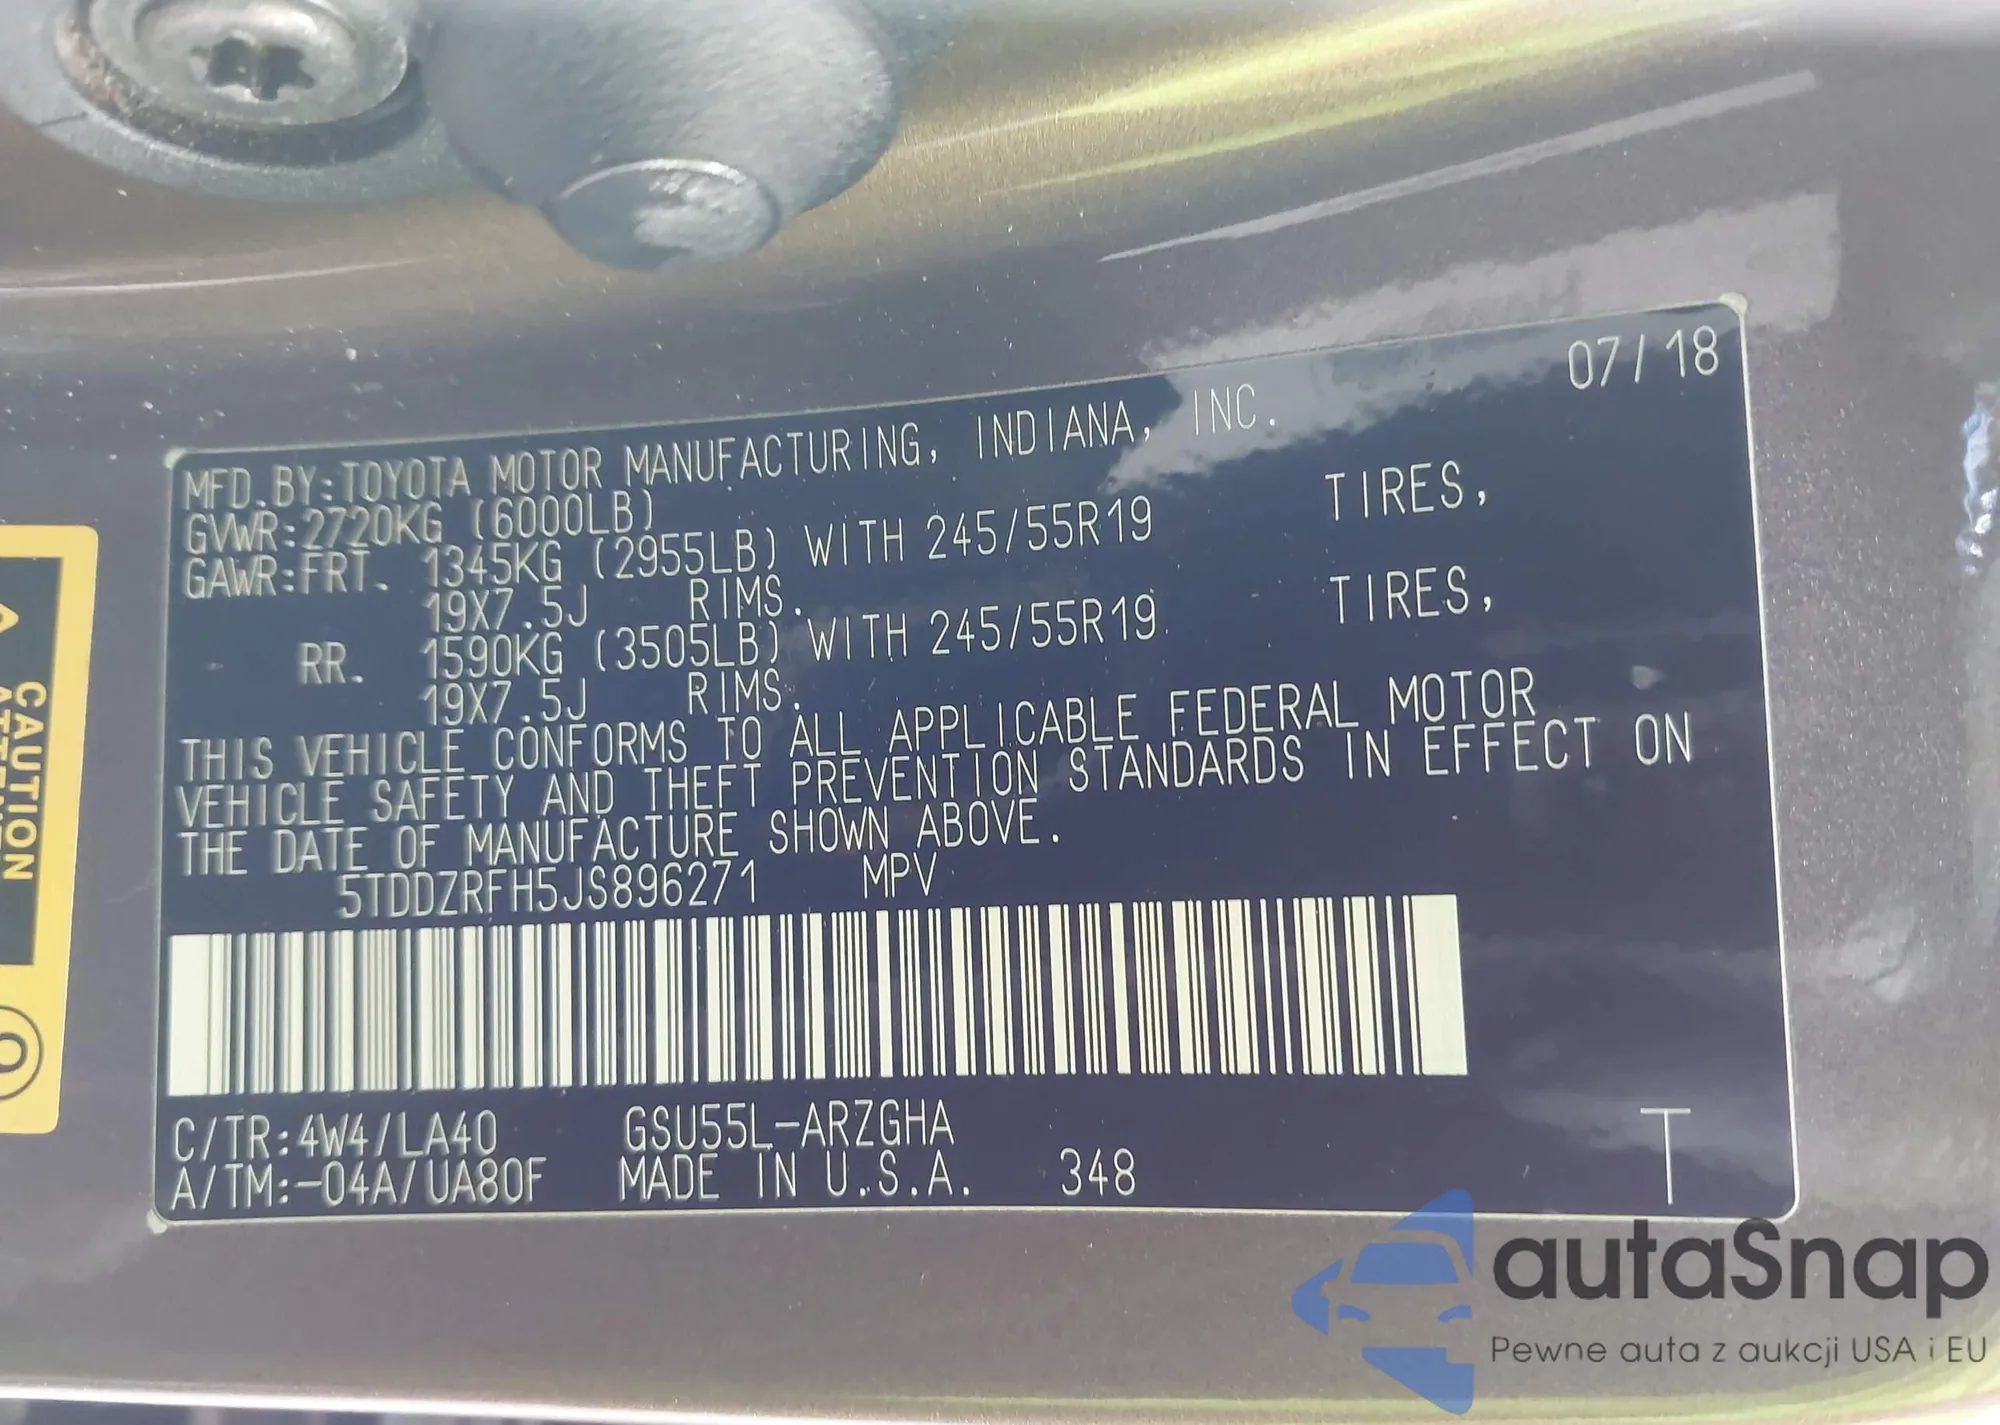 07/18
MFD.BY:TOYOTA MOTOR MANUFACTURING, INDIANA, INC.
GVWR:2720KG (6000LB)
GAWR:FRT. 1345KG (2955LB) WITH 245/55R19 TIRES,
19X7.5J RIMS.
RR. 1590KG (3505LB) WITH 245/55R19 TIRES,
19X7.5J RIMS.
THIS VEHICLE CONFORMS TO ALL APPLICABLE FEDERAL MOTOR
VEHICLE SAFETY AND THEFT PREVENTION STANDARDS IN EFFECT ON
THE DATE OF MANUFACTURE SHOWN ABOVE.
5TDDZRFH5JS896271 MPV
C/TR:4W4/LA40 GSU55L-ARZGHA
A/TM:-04A/UA80F MADE IN U.S.A. 348 T
CAUTION
autaSnap
Pewne auta z aukcji USA i EU